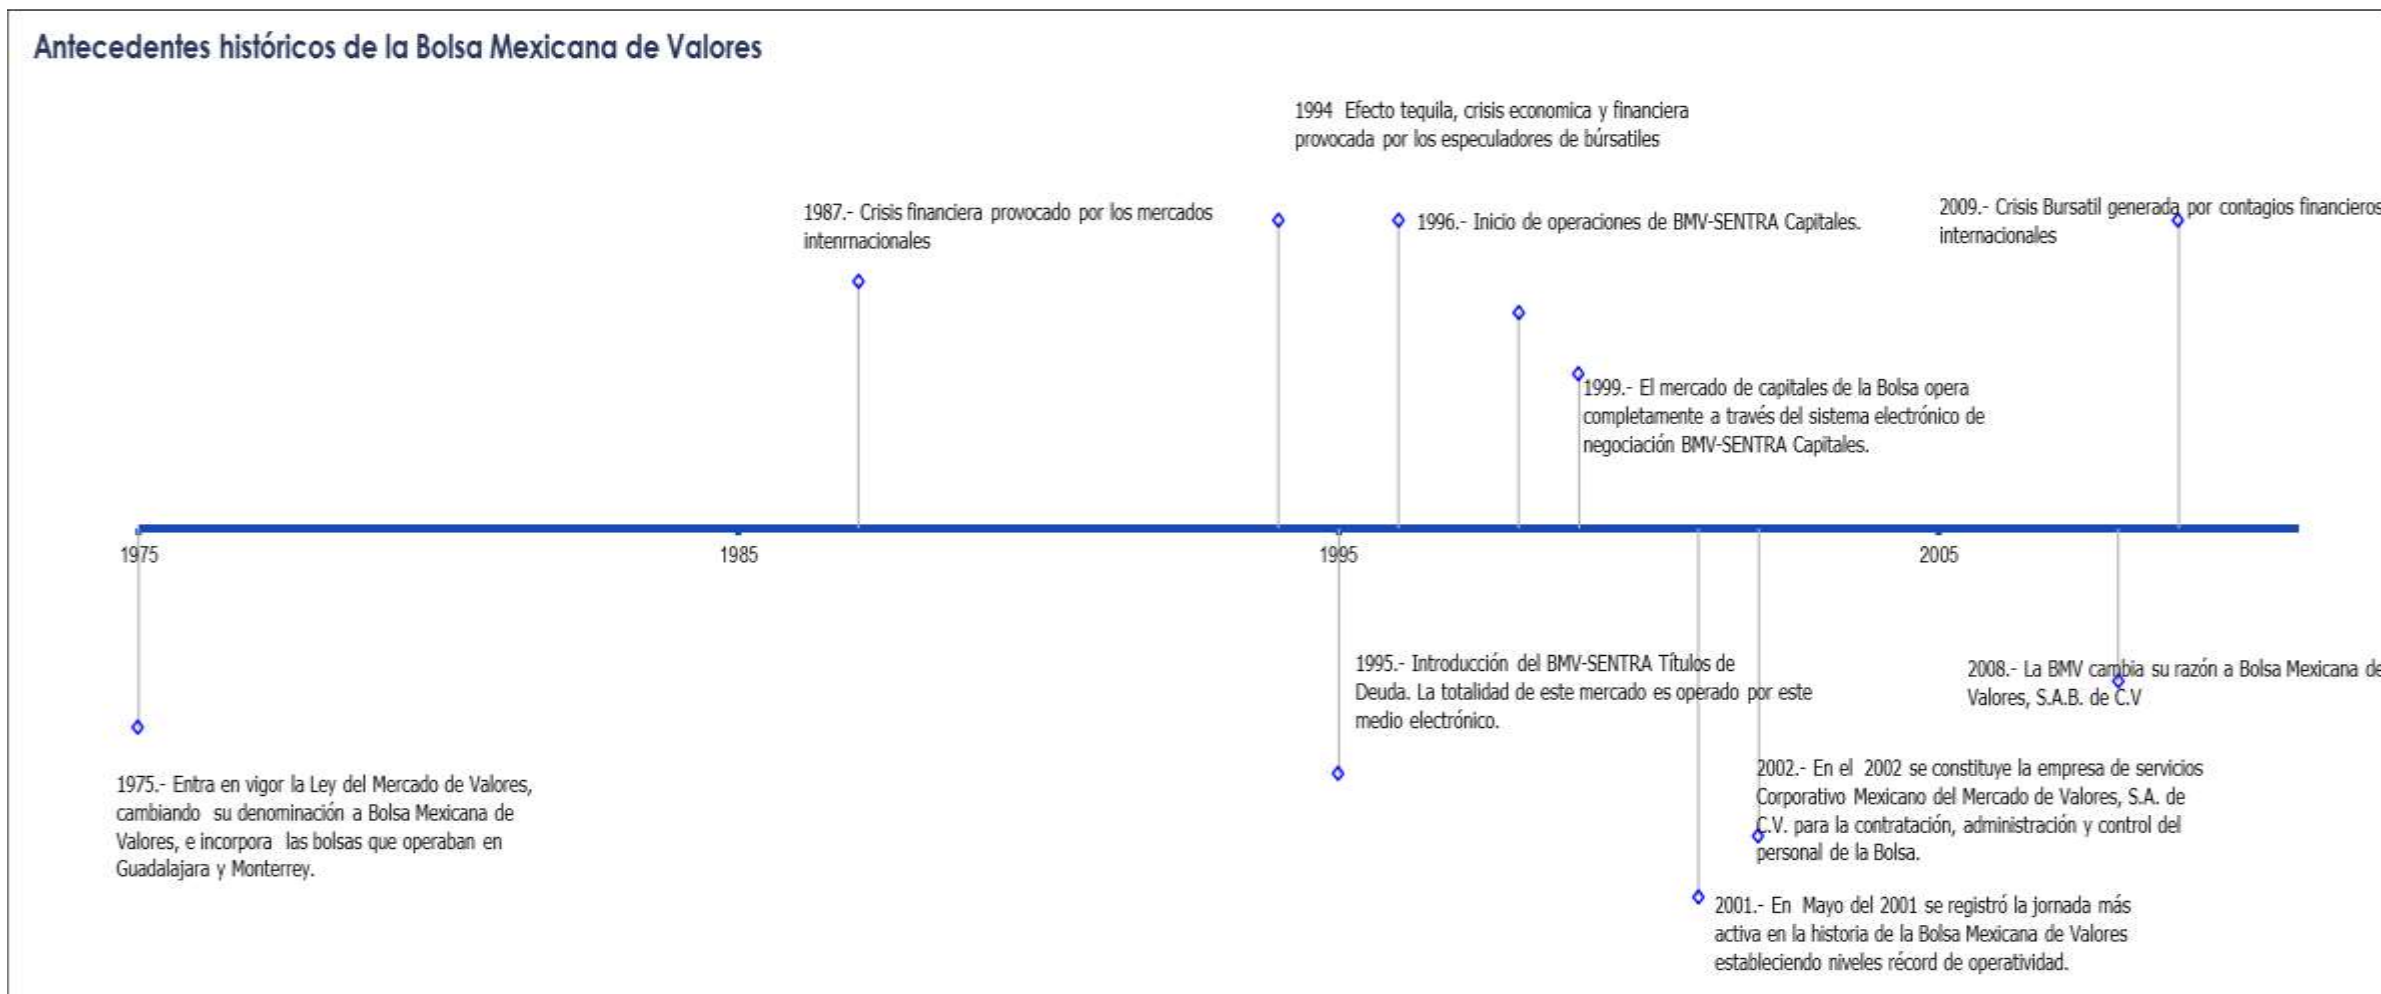 Antecedentes históricos de la Bolsa Mexicana de Valores
1994 Efecto tequila, crisis economica y financiera
provocada por los especuladores de búrsatiles
1987.- Crisis financiera provocado por los mercados
intenrnacionales
1996.- Inicio de operaciones de BMV-SENTRA Capitales.
2009.- Crisis Bursatil generada por contagios financieros
internacionales
1999.- El mercado de capitales de la Bolsa opera
completamente a través del sistema electrónico de
negociación BMV-SENTRA Capitales.
1975
1985
1995
2005
1995.- Introducción del BMV-SENTRA Títulos de
Deuda. La totalidad de este mercado es operado por este
medio electrónico.
2008.- La BMV cambia su razón a Bolsa Mexicana de
Valores, S.A.B. de C.V
1975.- Entra en vigor la Ley del Mercado de Valores,
cambiando su denominación a Bolsa Mexicana de
Valores, e incorpora las bolsas que operaban en
Guadalajara y Monterrey.
2002.- En el 2002 se constituye la empresa de servicios
Corporativo Mexicano del Mercado de Valores, S.A. de
C.V. para la contratación, administración y control del
personal de la Bolsa.
2001.- En Mayo del 2001 se registró la jornada más
activa en la historia de la Bolsa Mexicana de Valores
estableciendo niveles récord de operatividad.